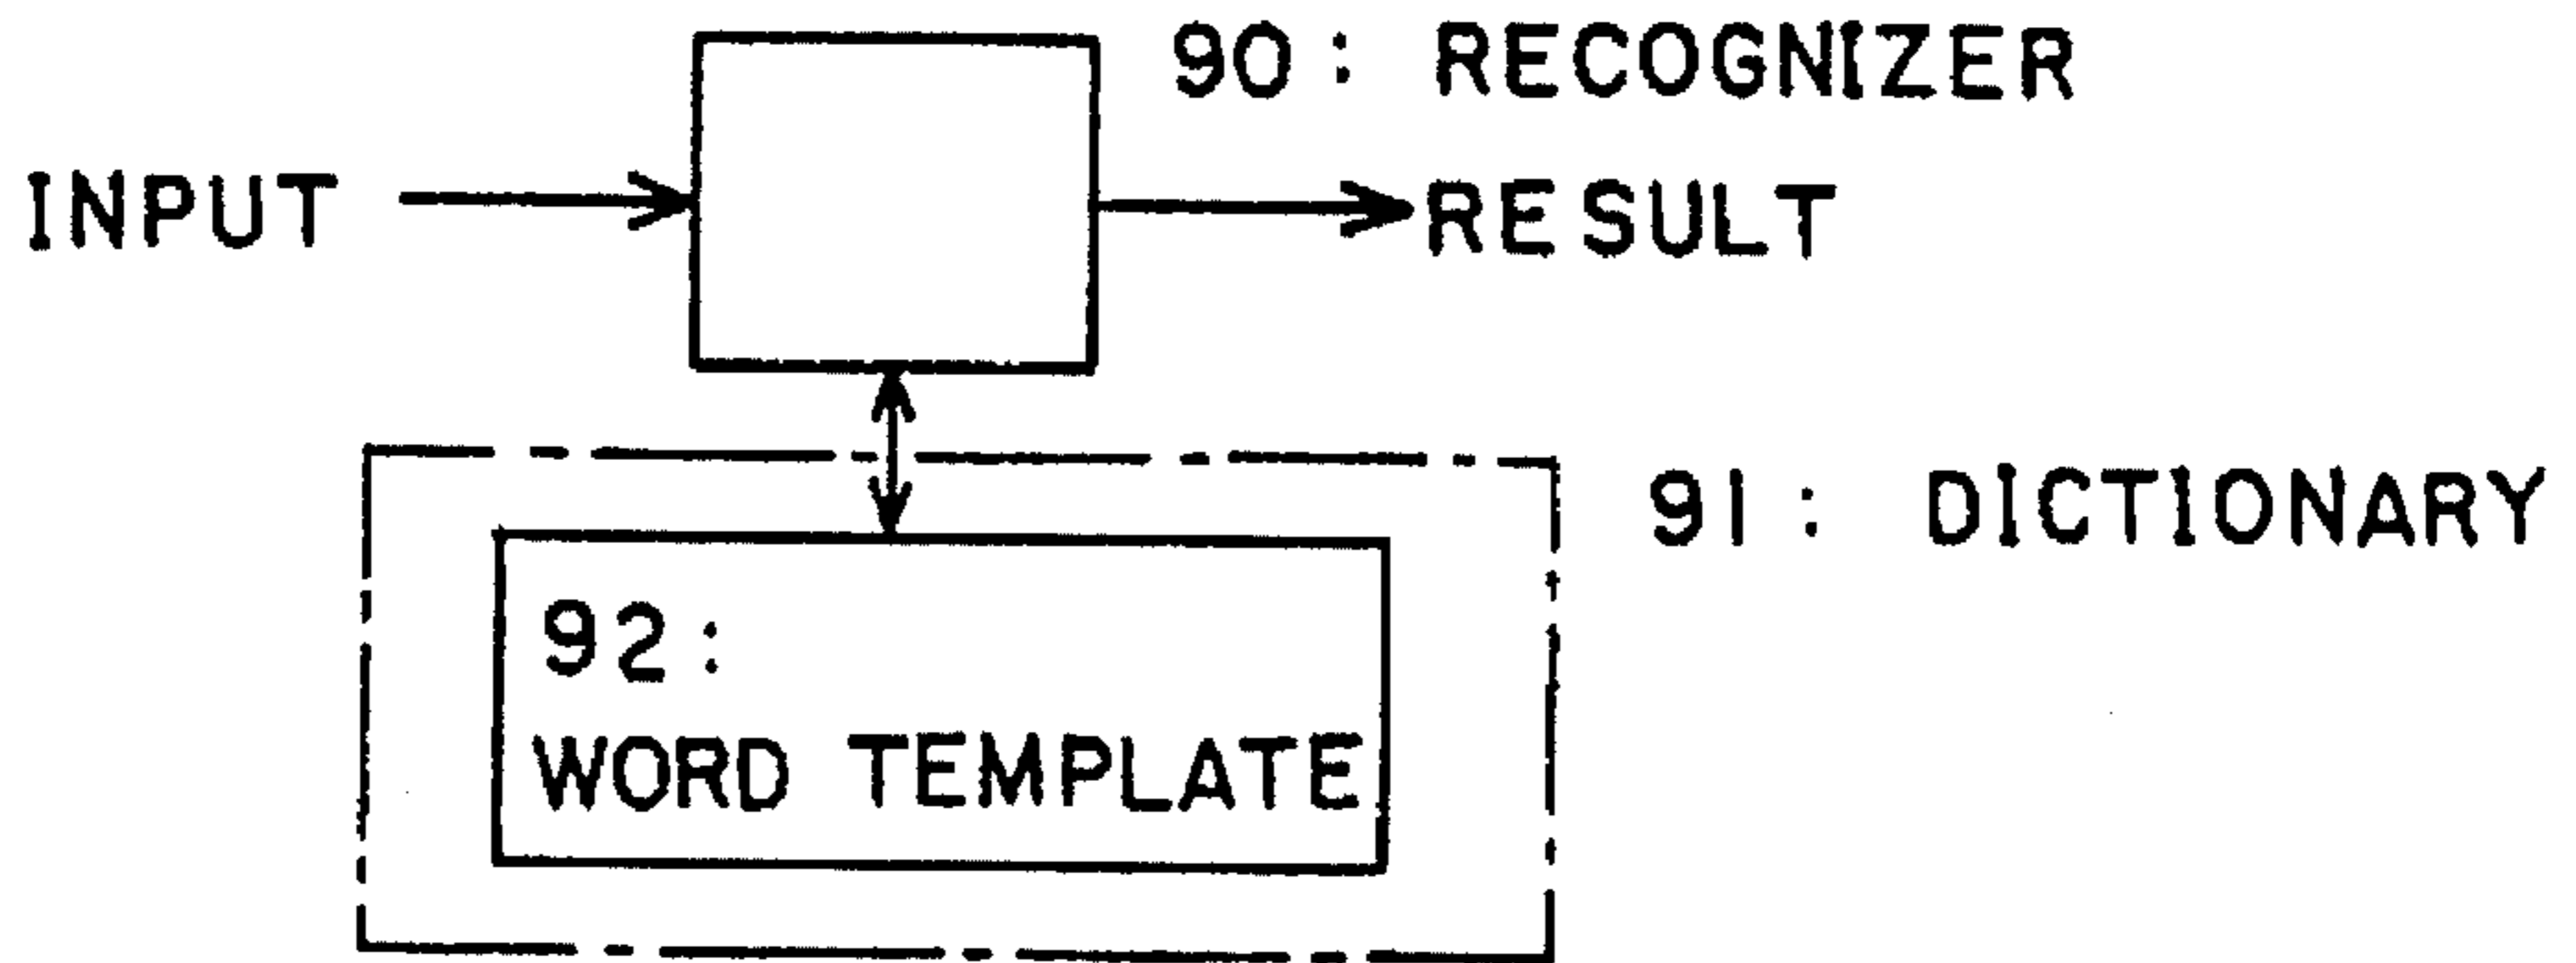 90: RECOGNIZER
INPUT
RESULT
91: DICTIONARY
92:
WORD TEMPLATE